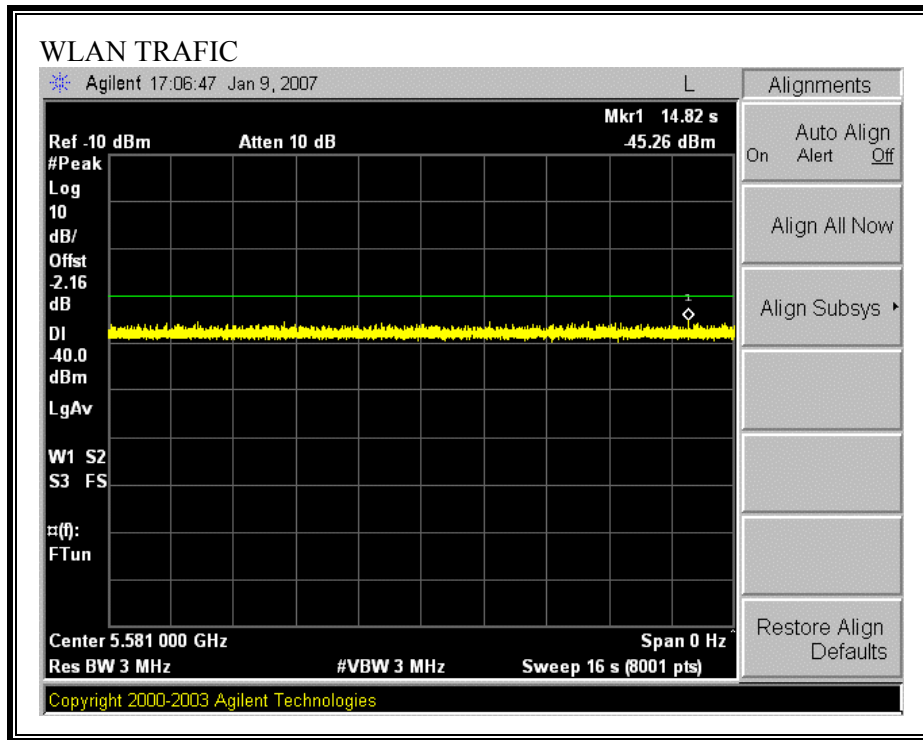 WLAN TRAFIC
Agilent 17:06:47 Jan 9, 2007 L
Mkr1 14.82 s
Ref -10 dBm Atten 10 dB -45.26 dBm
#Peak
Log
10
dB/
Offst
-2.16
dB
DI
-40.0
dBm
LgAv
W1 S2
S3 FS
¤(f):
FTun
1
Center 5.581 000 GHz Span 0 Hz
Res BW 3 MHz #VBW 3 MHz Sweep 16 s (8001 pts)
Copyright 2000-2003 Agilent Technologies
Alignments
Auto Align
On Alert Off
Align All Now
Align Subsys
Restore Align
Defaults